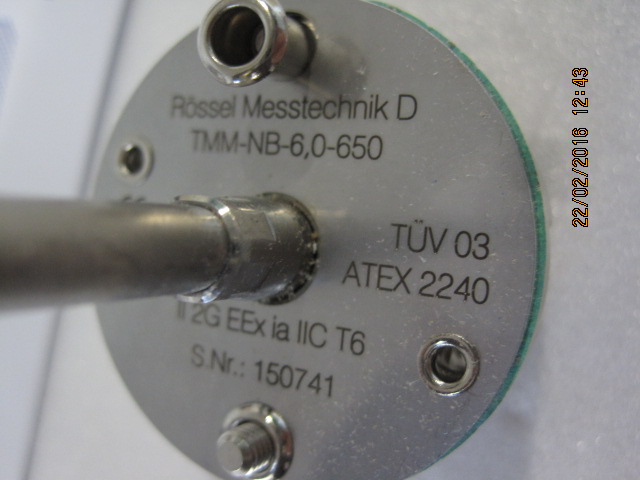 Rössel Messtechnik D
TMM-NB-6,0-650
TÜV 03
ATEX 2240
II 2G EEx ia IIC T6
S.Nr.: 150741
22/02/2016 12:43